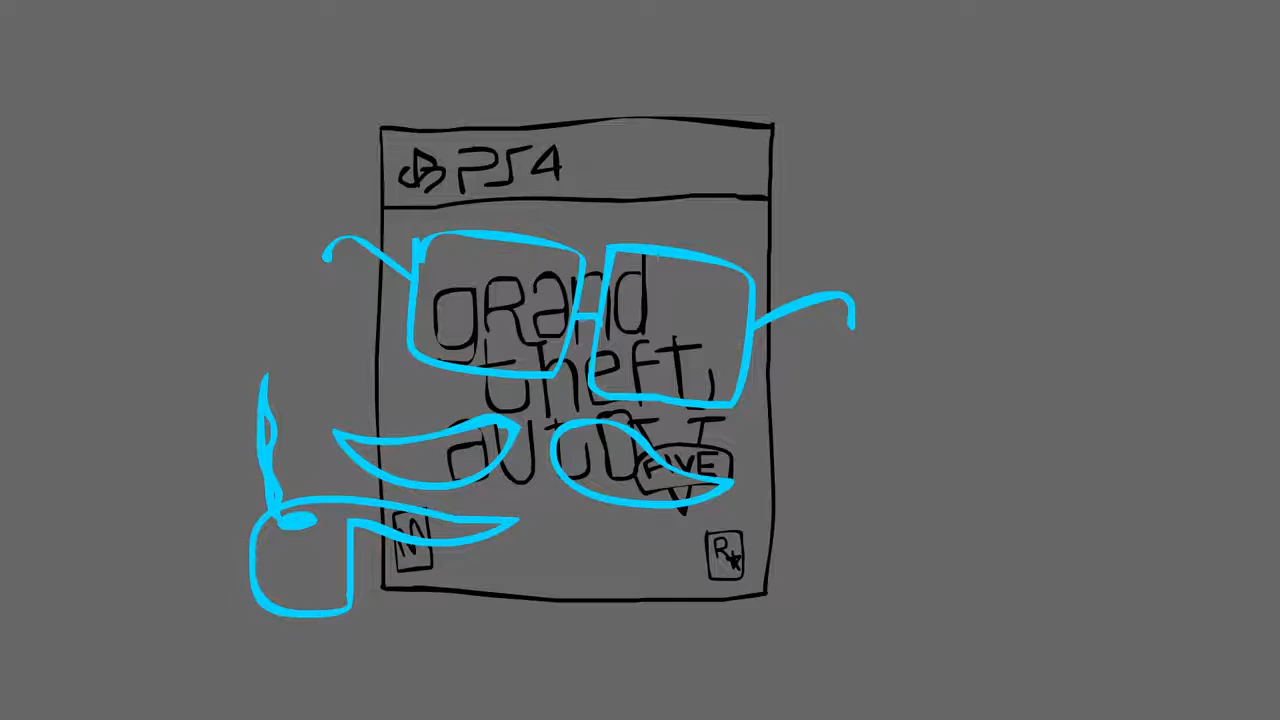 PS4
grand
theft
auto
FIVE
V
M
R★